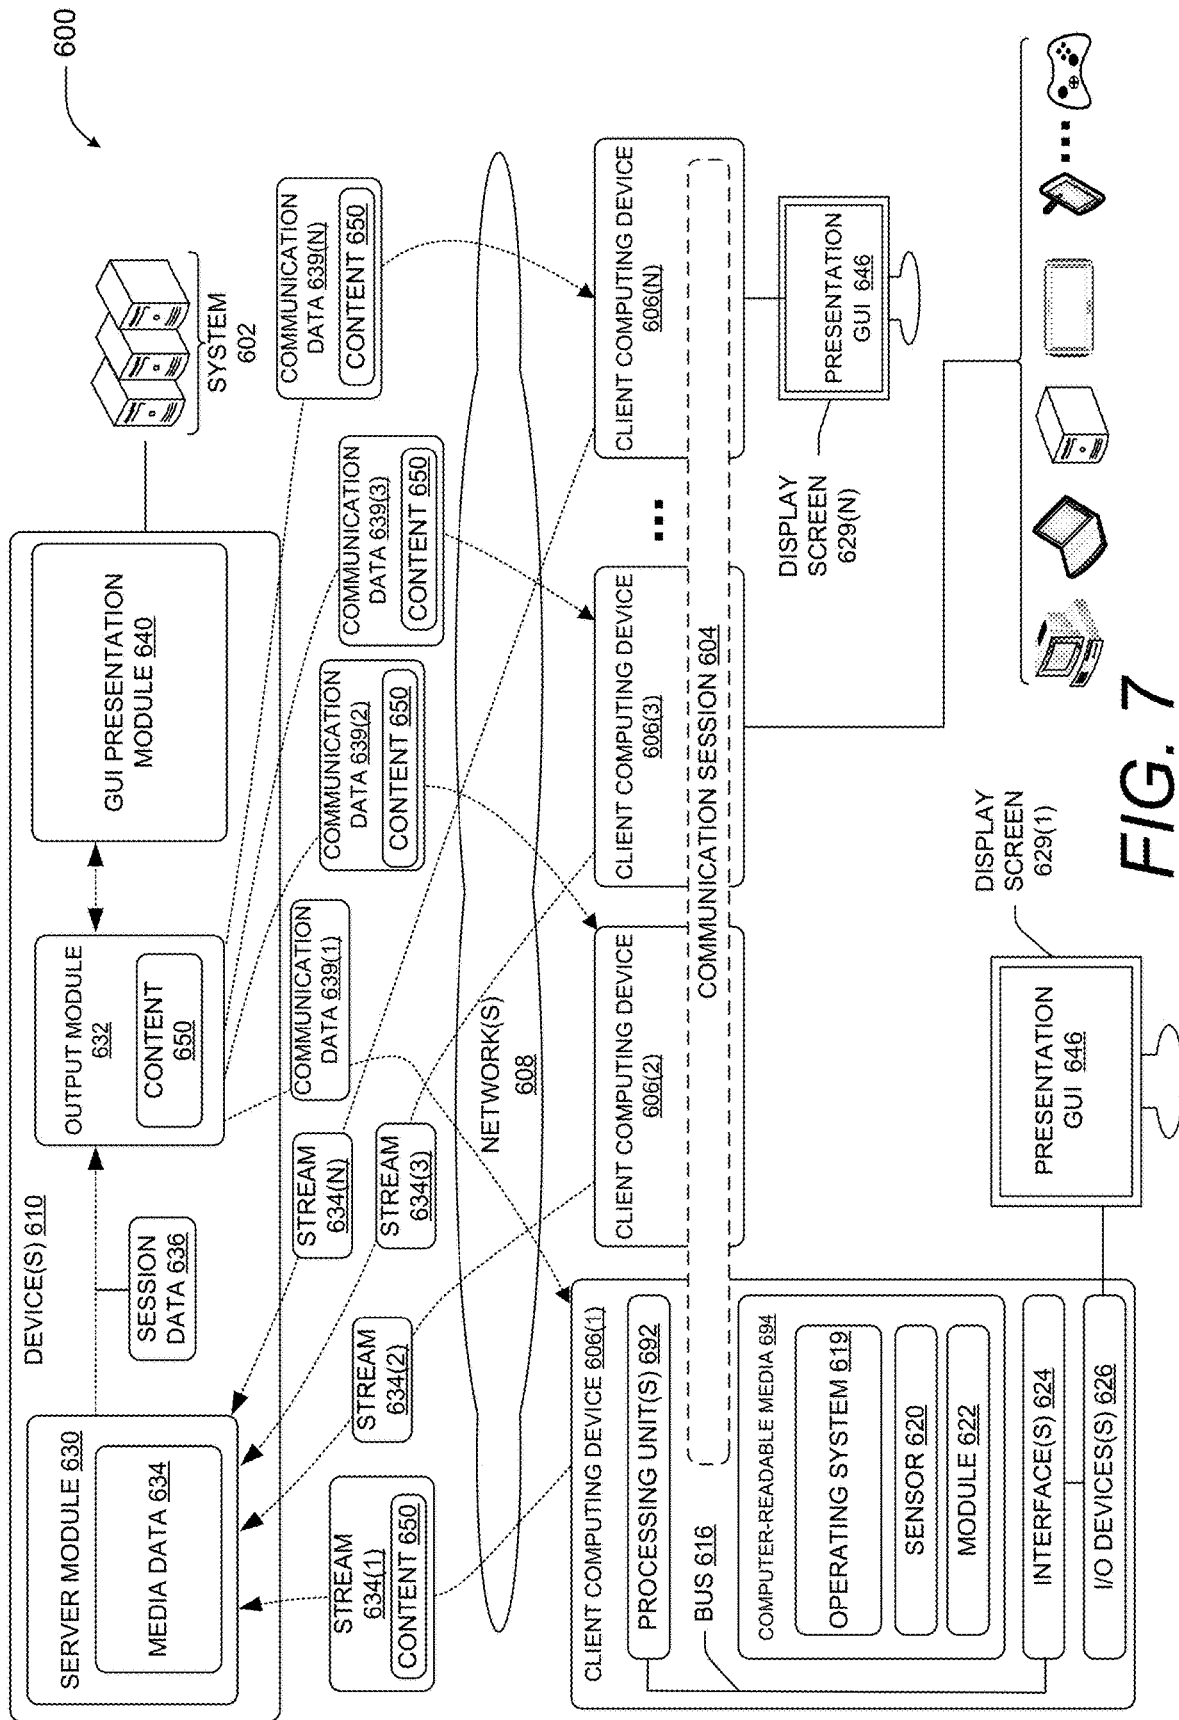 600
DEVICE(S) 610
SERVER MODULE 630
MEDIA DATA 634
SESSION
DATA 636
OUTPUT MODULE
632
CONTENT
650
GUI PRESENTATION
MODULE 640
SYSTEM
602
STREAM
634(1)
CONTENT 650
STREAM
634(2)
STREAM
634(N)
STREAM
634(3)
COMMUNICATION
DATA 639(1)
COMMUNICATION
DATA 639(2)
CONTENT 650
COMMUNICATION
DATA 639(3)
CONTENT 650
COMMUNICATION
DATA 639(N)
CONTENT 650
NETWORK(S)
608
CLIENT COMPUTING DEVICE 606(1)
PROCESSING UNIT(S) 692
BUS 616
COMPUTER-READABLE MEDIA 694
OPERATING SYSTEM 619
SENSOR 620
MODULE 622
INTERFACE(S) 624
I/O DEVICES(S) 626
CLIENT COMPUTING DEVICE
606(2)
CLIENT COMPUTING DEVICE
606(3)
CLIENT COMPUTING DEVICE
606(N)
COMMUNICATION SESSION 604
PRESENTATION
GUI 646
DISPLAY
SCREEN
629(1)
PRESENTATION
GUI 646
DISPLAY
SCREEN
629(N)
FIG. 7